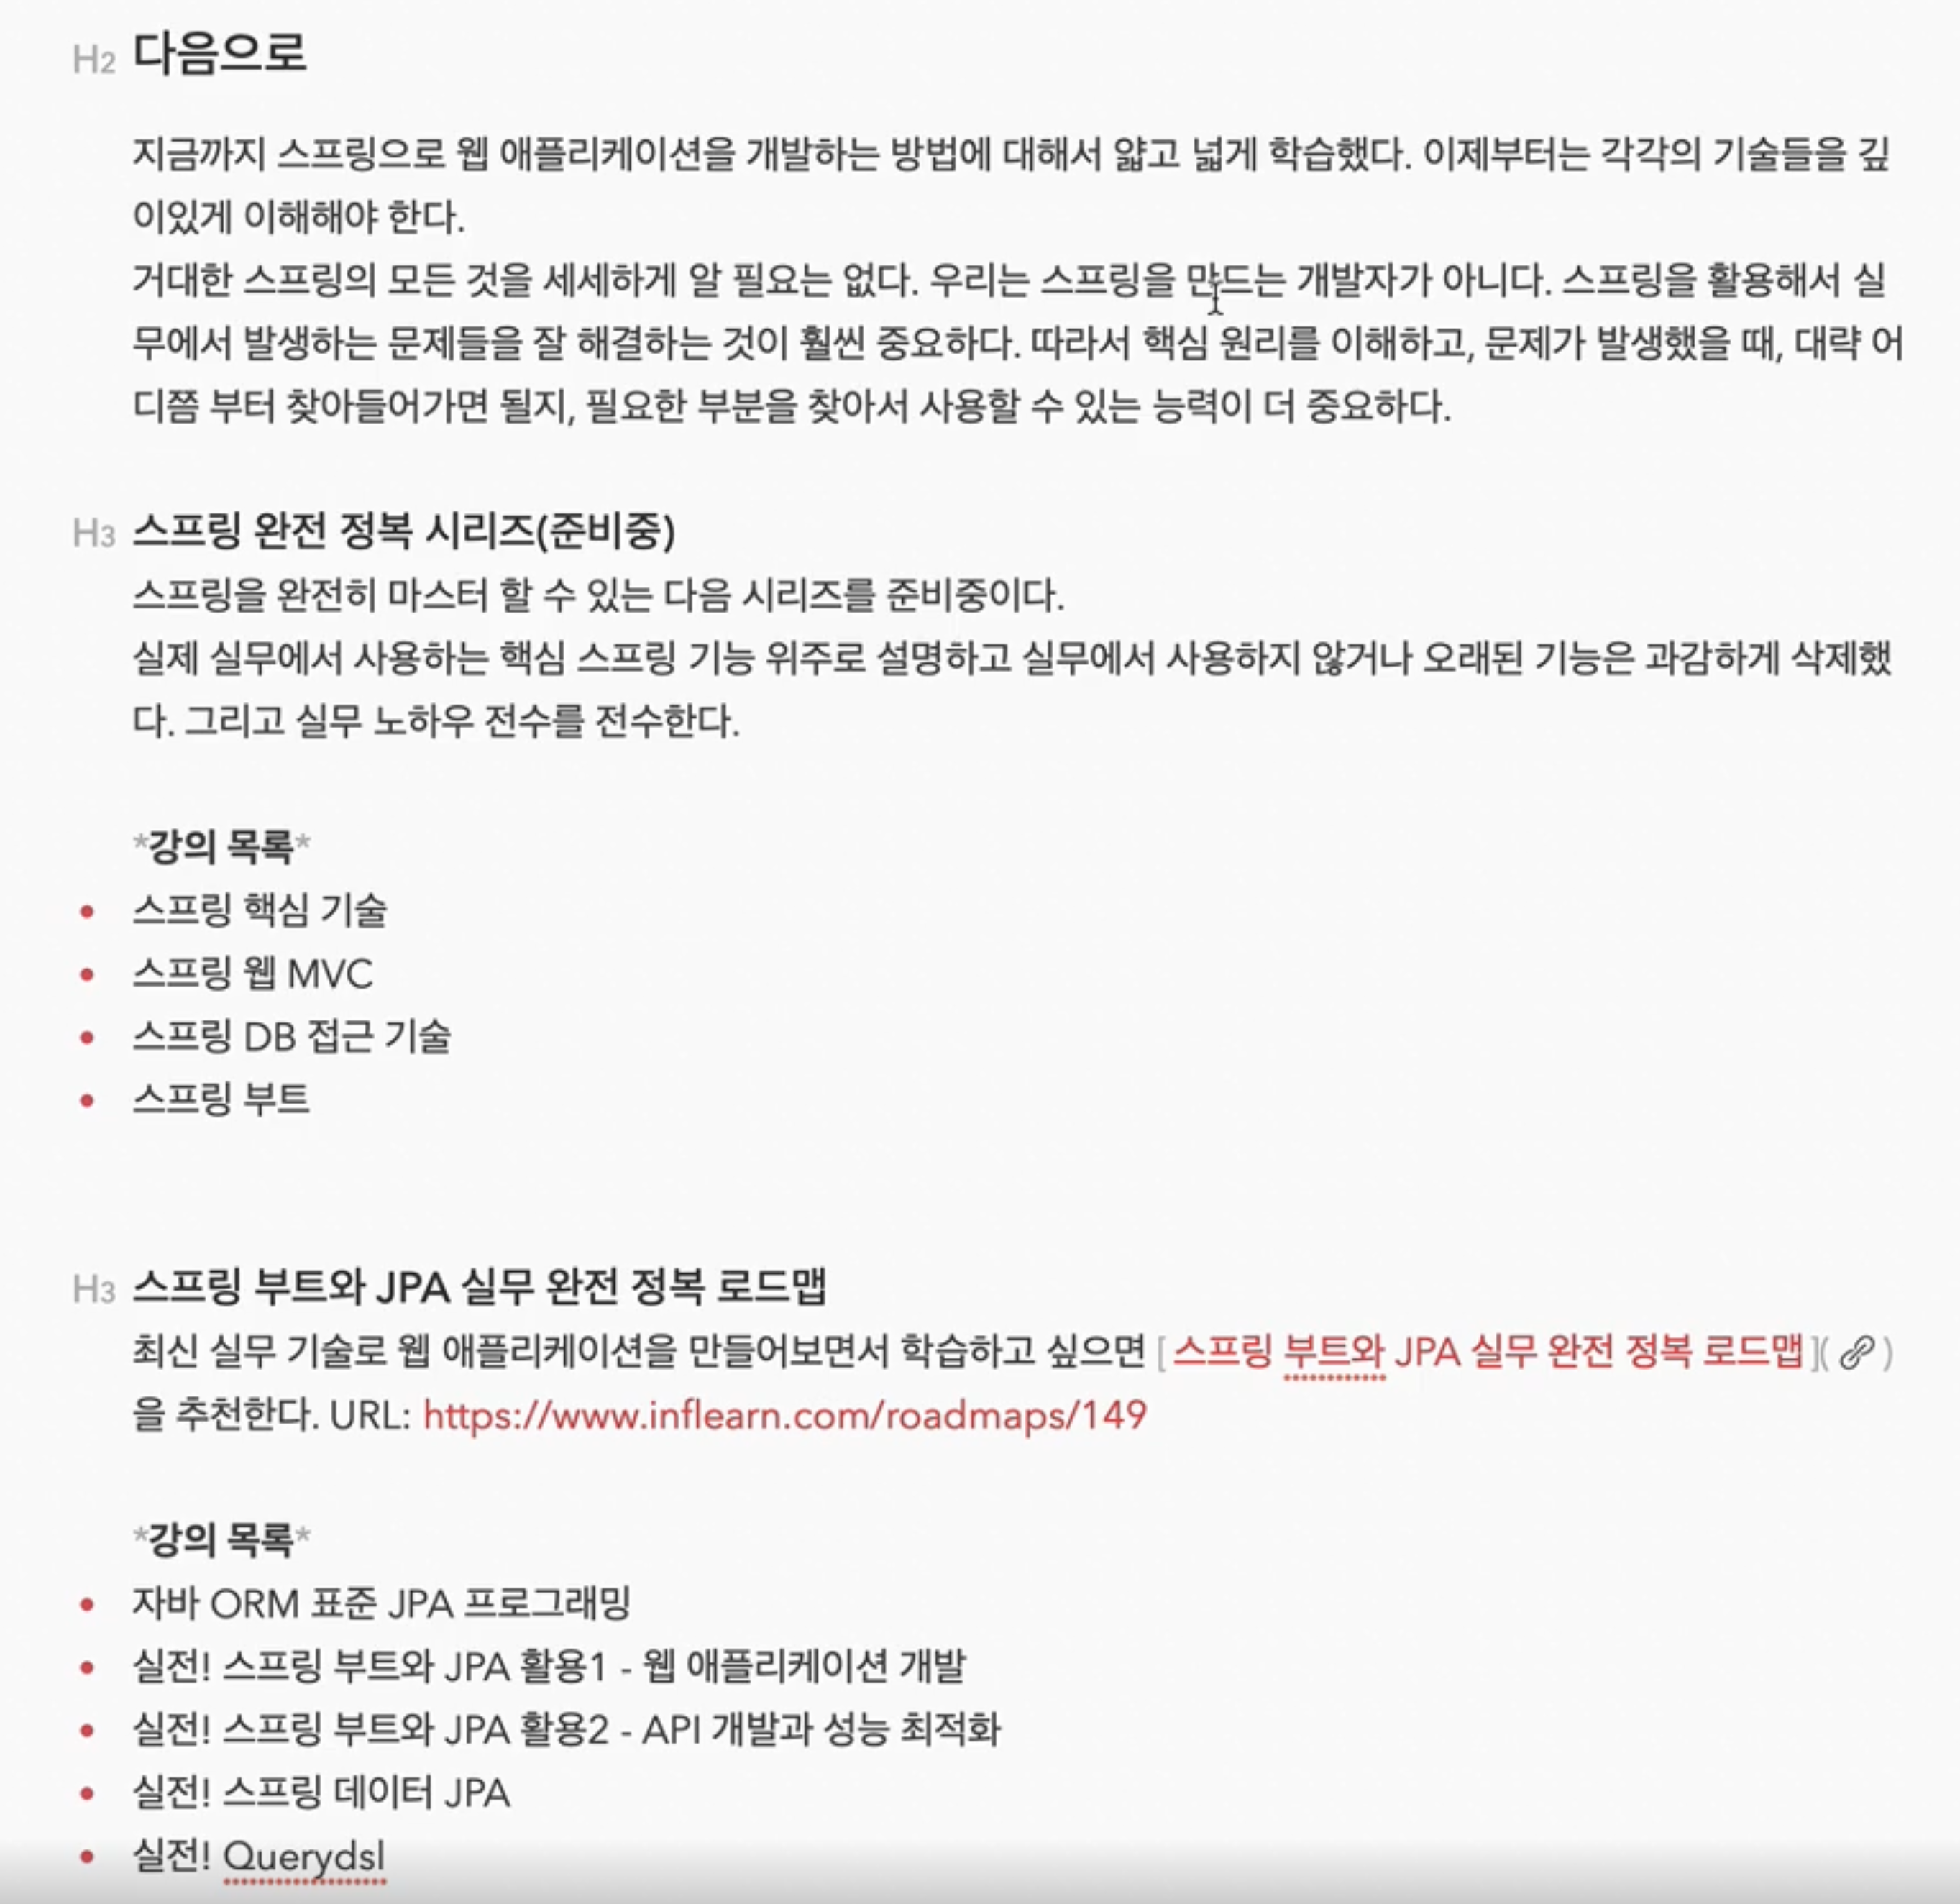 H2 다음으로
지금까지 스프링으로 웹 애플리케이션을 개발하는 방법에 대해서 얇고 넓게 학습했다. 이제부터는 각각의 기술들을 깊
이있게 이해해야 한다.
거대한 스프링의 모든 것을 세세하게 알 필요는 없다. 우리는 스프링을 만드는 개발자가 아니다. 스프링을 활용해서 실
무에서 발생하는 문제들을 잘 해결하는 것이 훨씬 중요하다. 따라서 핵심 원리를 이해하고, 문제가 발생했을 때, 대략 어
디쯤 부터 찾아들어가면 될지, 필요한 부분을 찾아서 사용할 수 있는 능력이 더 중요하다.
H3 스프링 완전 정복 시리즈(준비중)
스프링을 완전히 마스터 할 수 있는 다음 시리즈를 준비중이다.
실제 실무에서 사용하는 핵심 스프링 기능 위주로 설명하고 실무에서 사용하지 않거나 오래된 기능은 과감하게 삭제했
다. 그리고 실무 노하우 전수를 전수한다.
*강의 목록*
• 스프링 핵심 기술
• 스프링 웹 MVC
• 스프링 DB 접근 기술
• 스프링 부트
H3 스프링 부트와 JPA 실무 완전 정복 로드맵
최신 실무 기술로 웹 애플리케이션을 만들어보면서 학습하고 싶으면 [스프링 부트와 JPA 실무 완전 정복 로드맵]()
을 추천한다. URL: https://www.inflearn.com/roadmaps/149
*강의 목록*
• 자바 ORM 표준 JPA 프로그래밍
• 실전! 스프링 부트와 JPA 활용1 - 웹 애플리케이션 개발
• 실전! 스프링 부트와 JPA 활용2 - API 개발과 성능 최적화
• 실전! 스프링 데이터 JPA
• 실전! Querydsl